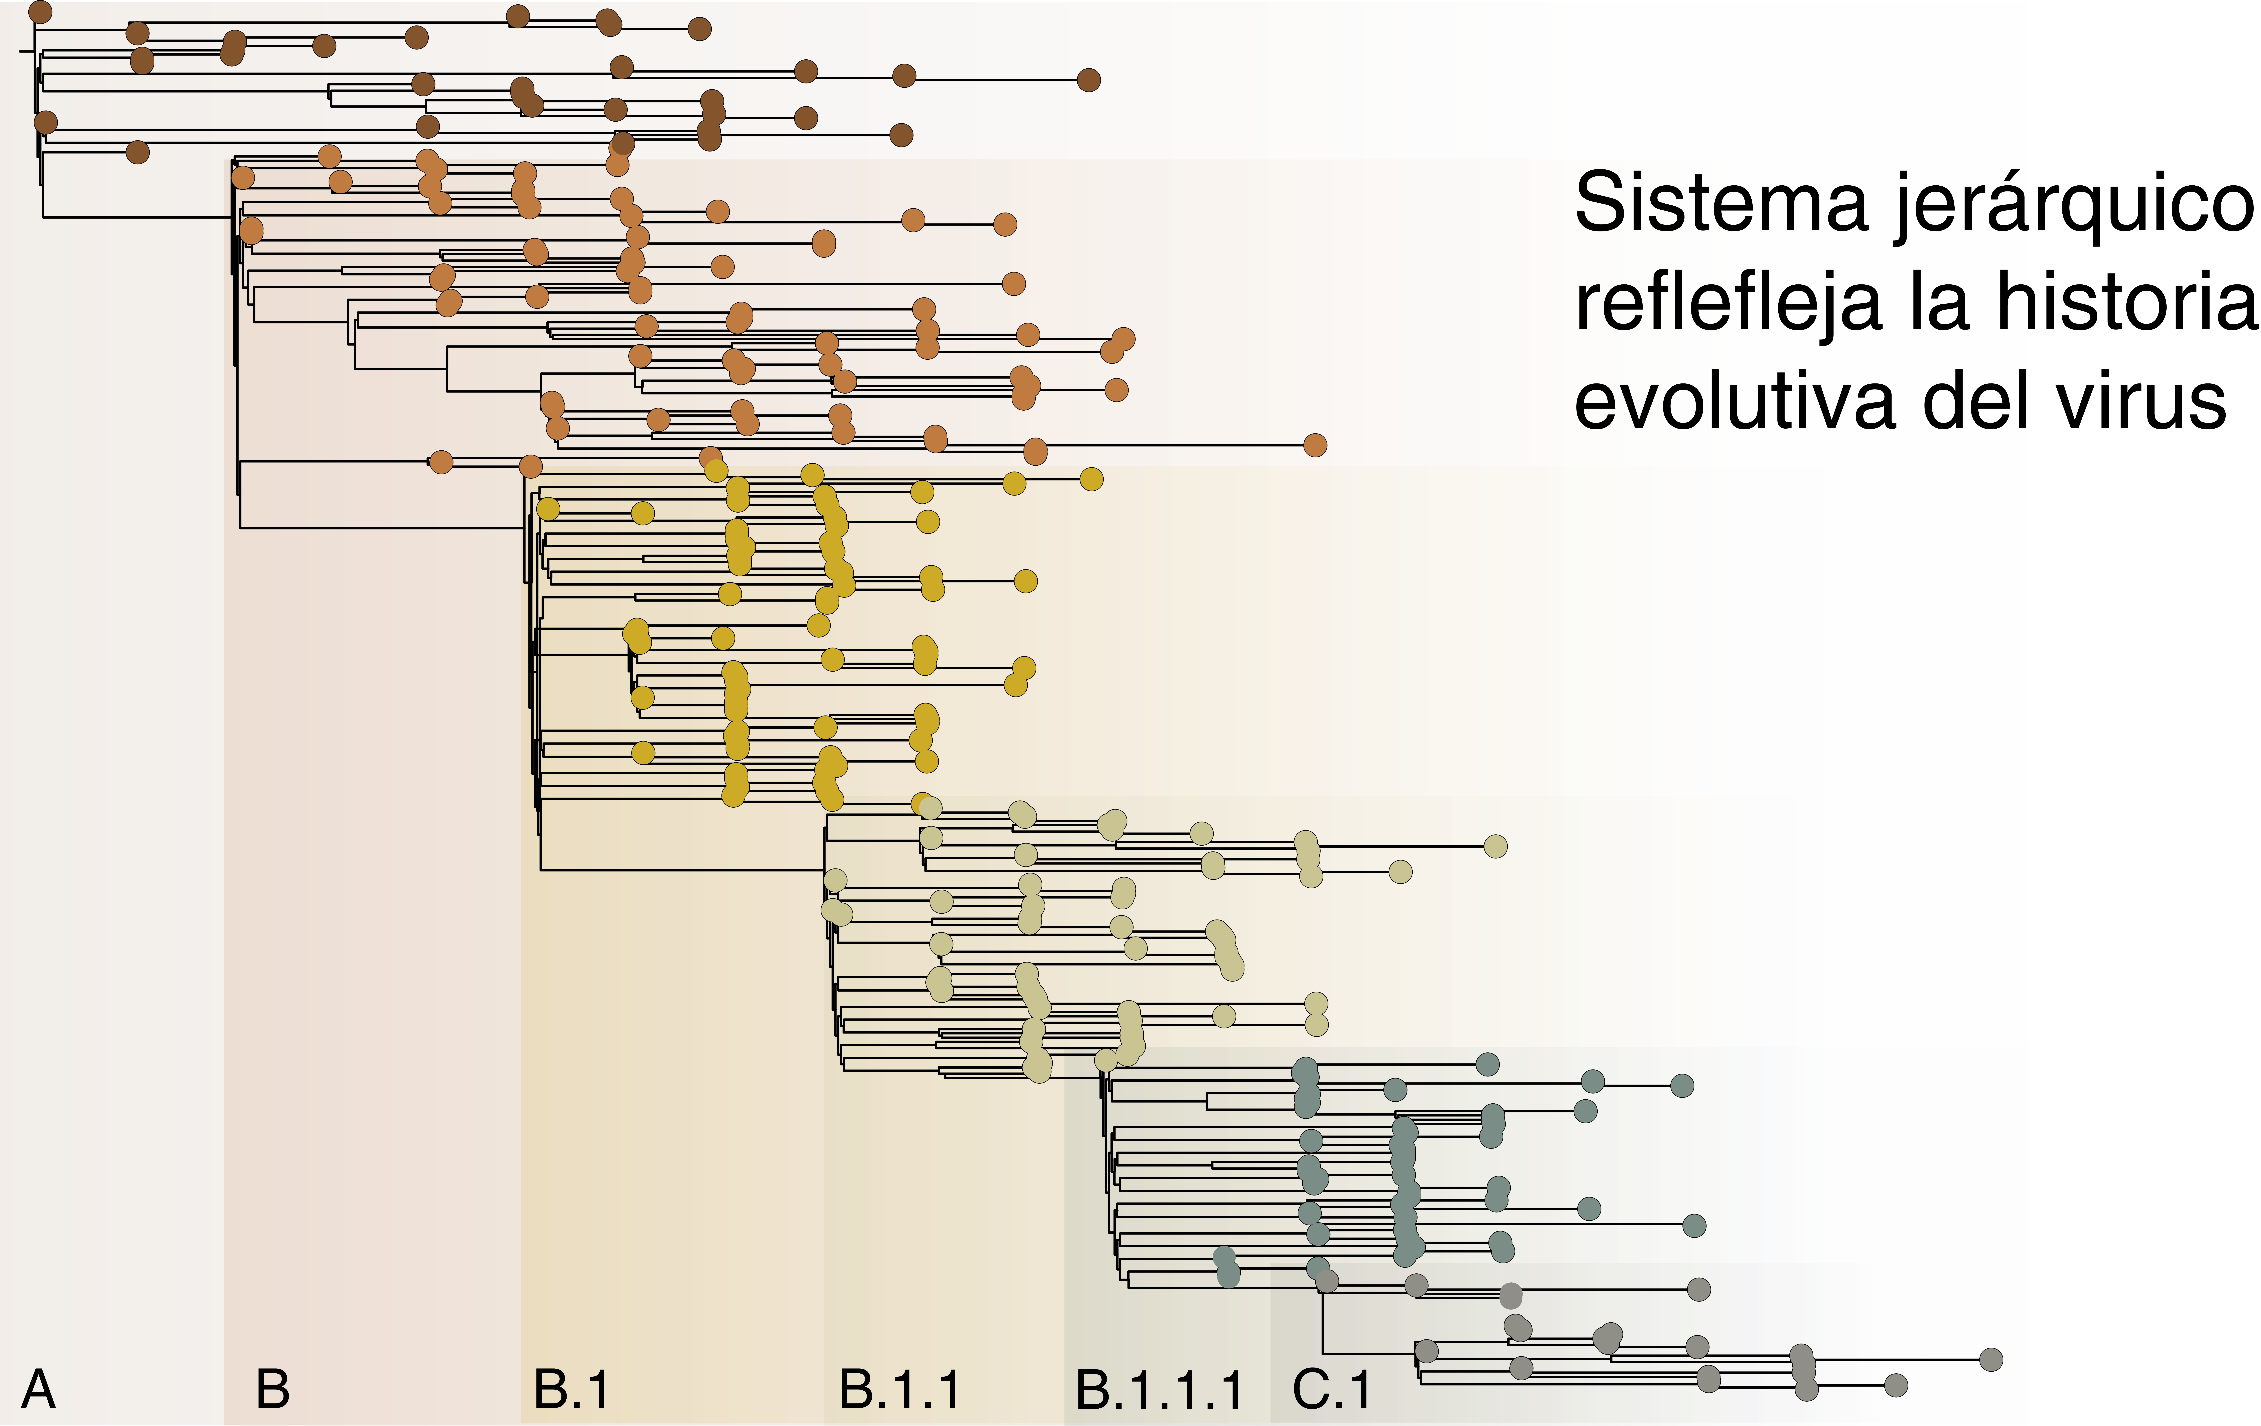 Sistema jerárquico
reflefleja la historia
evolutiva del virus
A B B.1 B.1.1 B.1.1.1 C.1